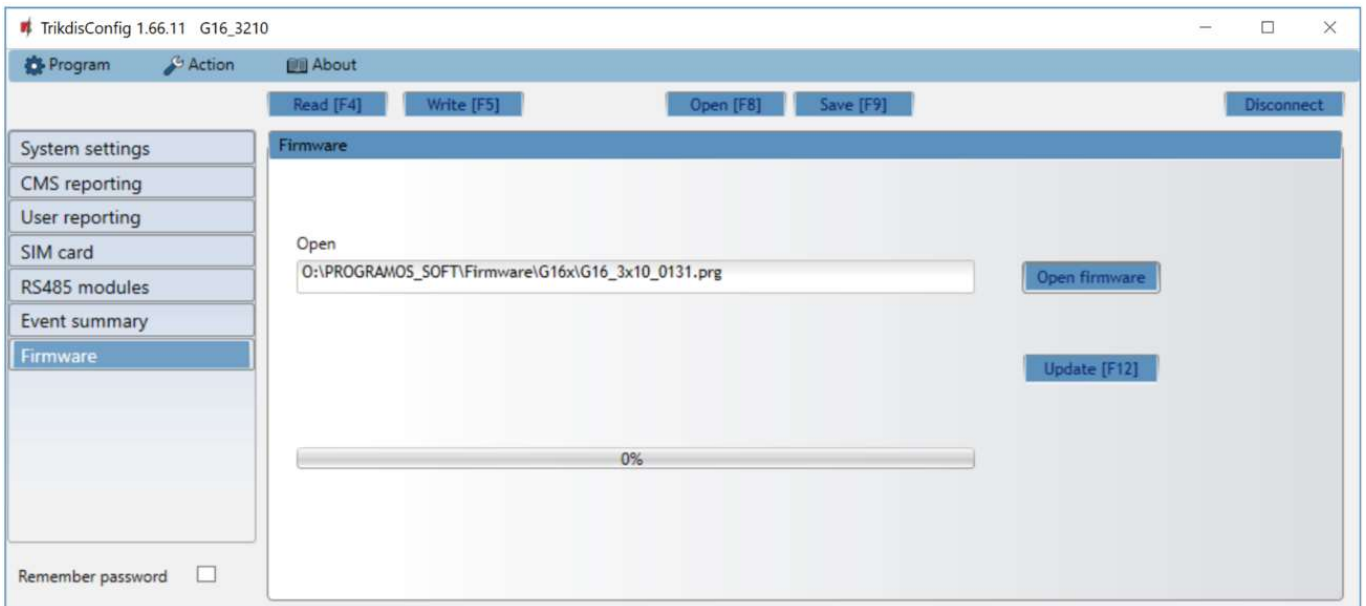 TrikdisConfig 1.66.11 G16_3210
Program Action About
Read [F4] Write [F5] Open [F8] Save [F9] Disconnect
System settings
CMS reporting
User reporting
SIM card
RS485 modules
Event summary
Firmware
Remember password
Firmware
Open
O:\PROGRAMOS_SOFT\Firmware\G16x\G16_3x10_0131.prg
Open firmware
Update [F12]
0%